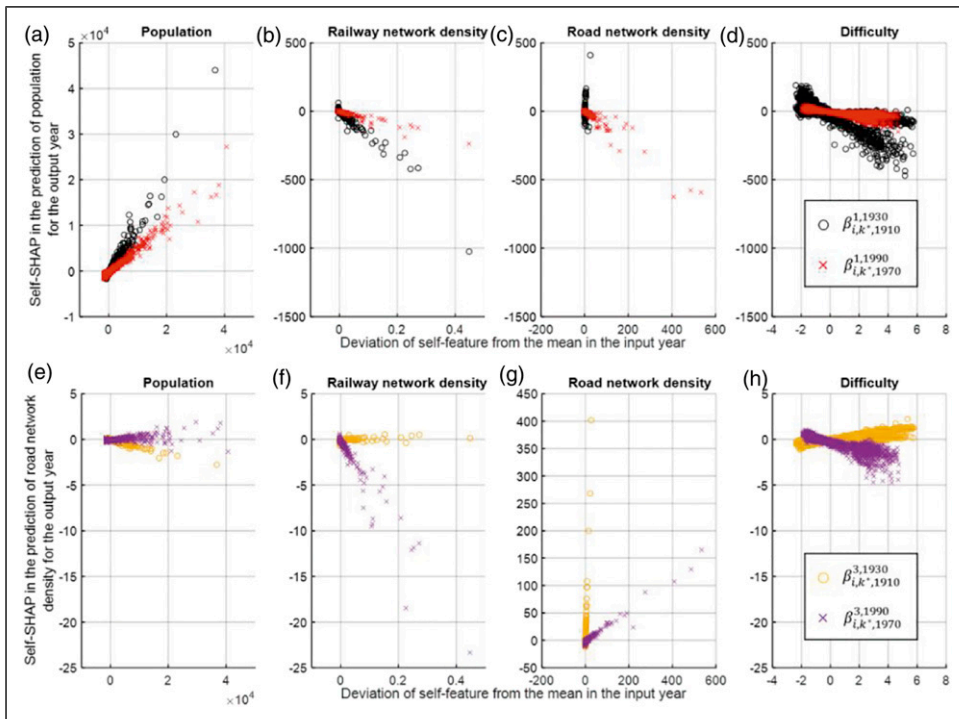 (a) Population
(b) Railway network density
(c) Road network density
(d) Difficulty
Self-SHAP in the prediction of population
for the output year
×10⁴
5
4
3
2
1
0
-1
0 2 4
×10⁴
500
0
-500
-1000
-1500
0 0.2 0.4
500
0
-500
-1000
-1500
-200 0 200 400 600
500
0
-500
-1000
-1500
-4 -2 0 2 4 6 8
β^{1,1930}_{i,k*,1910}
β^{1,1990}_{i,k*,1970}
Deviation of self-feature from the mean in the input year
(e) Population
(f) Railway network density
(g) Road network density
(h) Difficulty
Self-SHAP in the prediction of road network
density for the output year
5
0
-5
-10
-15
-20
-25
0 2 4
×10⁴
5
0
-5
-10
-15
-20
-25
0 0.2 0.4
450
400
350
300
250
200
150
100
50
0
-50
-200 0 200 400 600
5
0
-5
-10
-15
-20
-25
-4 -2 0 2 4 6 8
β^{3,1930}_{i,k*,1910}
β^{3,1990}_{i,k*,1970}
Deviation of self-feature from the mean in the input year